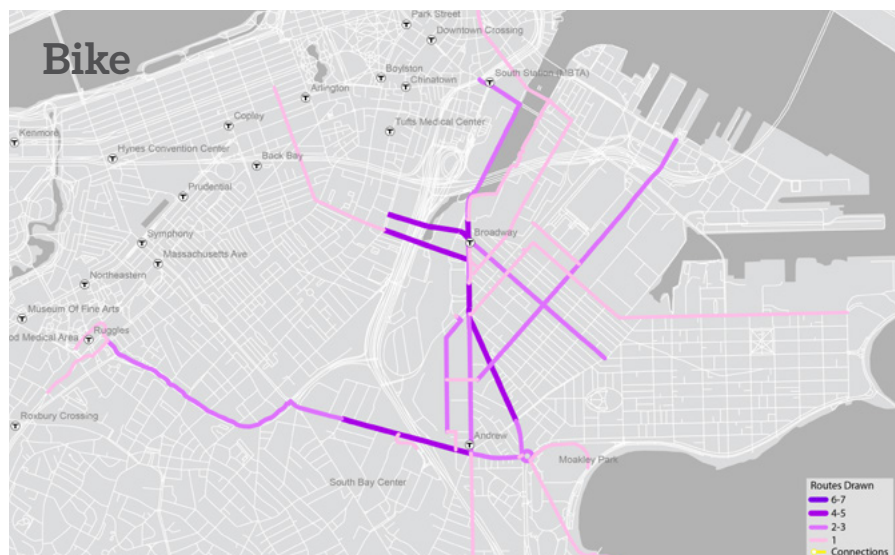 Bike
Park Street
Downtown Crossing
Boylston
South Station (MBTA)
Chinatown
Arlington
Copley
Tufts Medical Center
Kenmore
Hynes Convention Center
Back Bay
Prudential
Symphony
Broadway
Massachusetts Ave
Northeastern
Museum Of Fine Arts
od Medical Area
Ruggles
Roxbury Crossing
Andrew
Moakley Park
South Bay Center
Routes Drawn
6-7
4-5
2-3
1
Connections